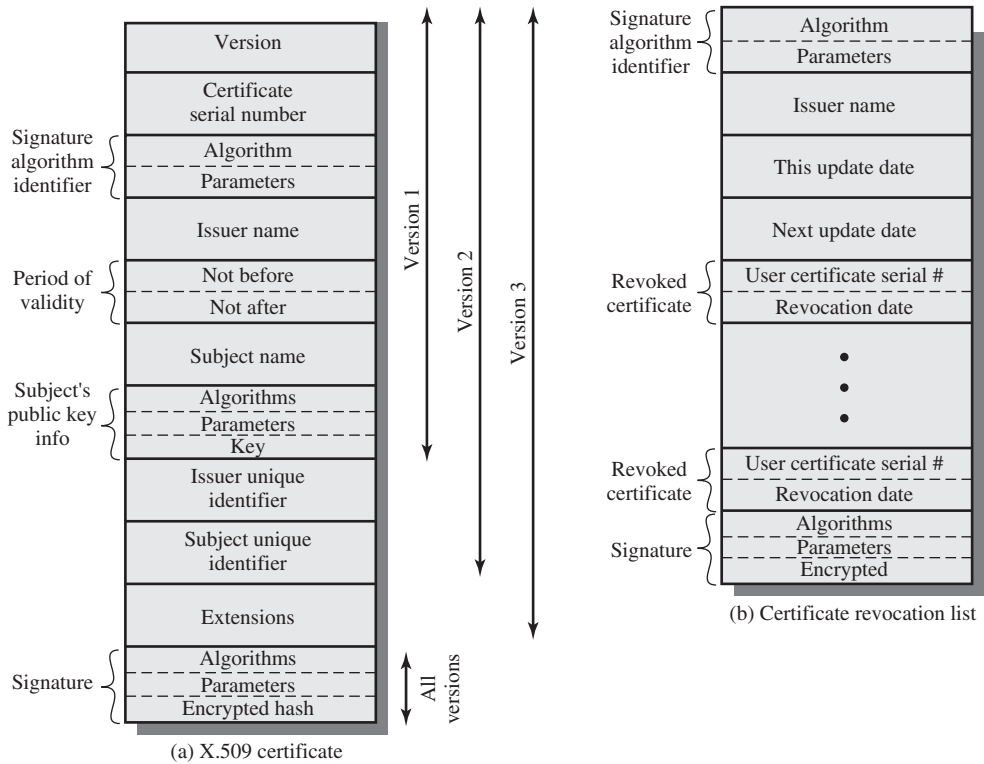 Version
Certificate
serial number
Signature
algorithm
identifier
Algorithm
Parameters
Issuer name
Period of
validity
Not before
Not after
Subject name
Subject's
public key
info
Algorithms
Parameters
Key
Issuer unique
identifier
Subject unique
identifier
Extensions
Signature
Algorithms
Parameters
Encrypted hash
Version 1
Version 2
Version 3
All
versions
(a) X.509 certificate
Signature
algorithm
identifier
Algorithm
Parameters
Issuer name
This update date
Next update date
Revoked
certificate
User certificate serial #
Revocation date
Revoked
certificate
User certificate serial #
Revocation date
Signature
Algorithms
Parameters
Encrypted
(b) Certificate revocation list